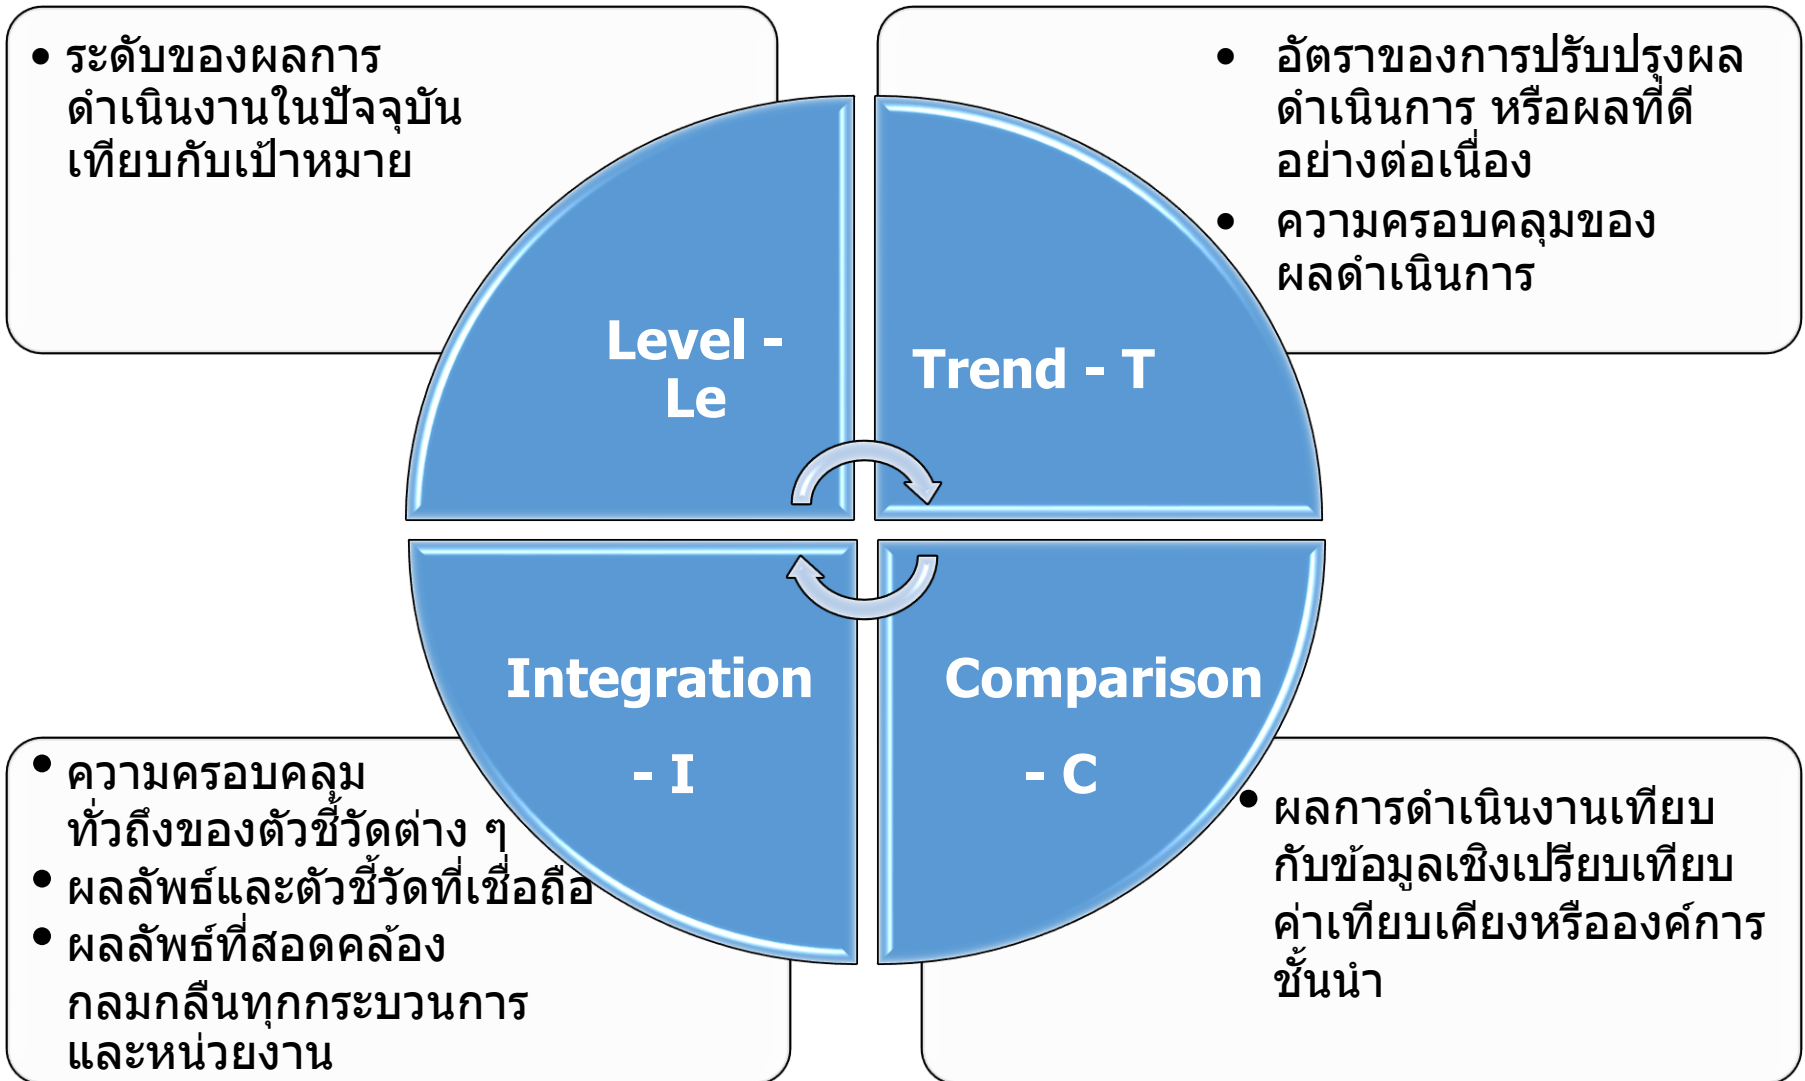 • ระดับของผลการ
ดำเนินงานในปัจจุบัน
เทียบกับเป้าหมาย
• อัตราของการปรับปรุงผล
ดำเนินการ หรือผลที่ดี
อย่างต่อเนื่อง
• ความครอบคลุมของ
ผลดำเนินการ
Level -
Le
Trend - T
Integration
- I
Comparison
- C
• ความครอบคลุม
ทั่วถึงของตัวชี้วัดต่าง ๆ
• ผลลัพธ์และตัวชี้วัดที่เชื่อถือ
• ผลลัพธ์ที่สอดคล้อง
กลมกลืนทุกกระบวนการ
และหน่วยงาน
• ผลการดำเนินงานเทียบ
กับข้อมูลเชิงเปรียบเทียบ
ค่าเทียบเคียงหรือองค์การ
ชั้นนำ